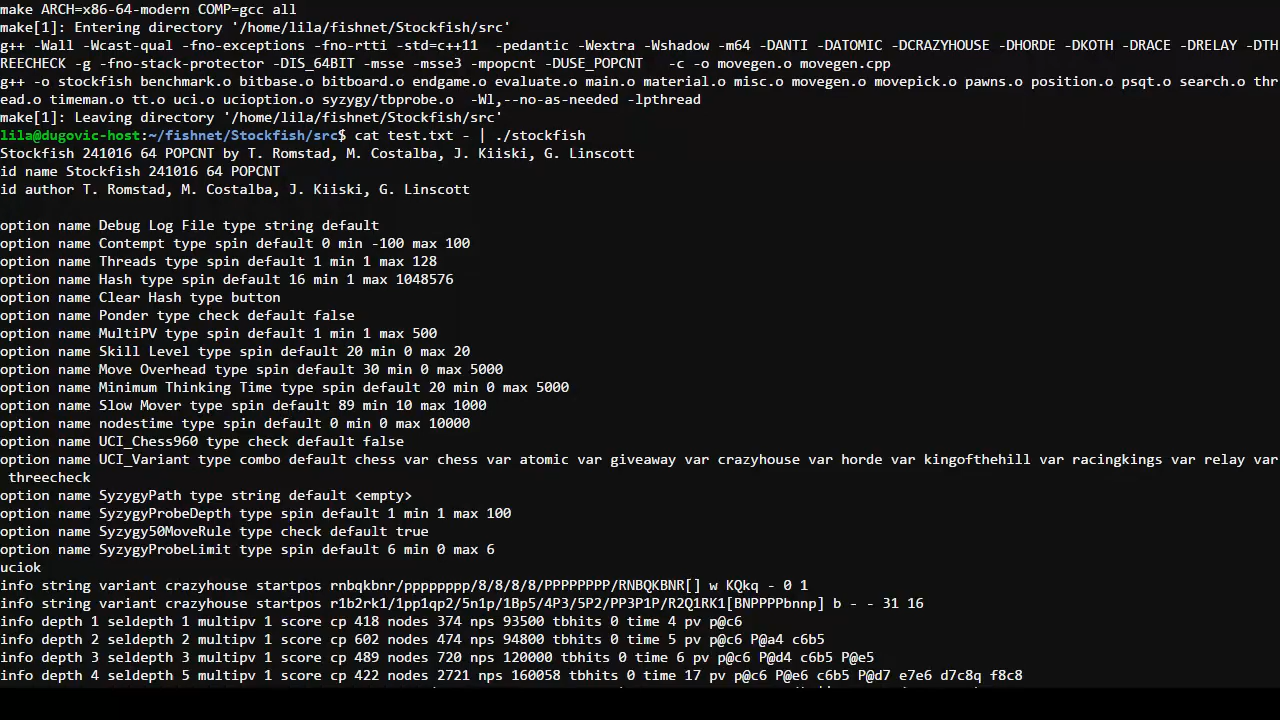 make ARCH=x86-64-modern COMP=gcc all
make[1]: Entering directory '/home/lila/fishnet/Stockfish/src'
g++ -Wall -Wcast-qual -fno-exceptions -fno-rtti -std=c++11  -pedantic -Wextra -Wshadow -m64 -DANTI -DATOMIC -DCRAZYHOUSE -DHORDE -DKOTH -DRACE -DRELAY -DTH
REECHECK -g -fno-stack-protector -DIS_64BIT -msse -msse3 -mpopcnt -DUSE_POPCNT   -c -o movegen.o movegen.cpp
g++ -o stockfish benchmark.o bitbase.o bitboard.o endgame.o evaluate.o main.o material.o misc.o movegen.o movepick.o pawns.o position.o psqt.o search.o thr
ead.o timeman.o tt.o uci.o ucioption.o syzygy/tbprobe.o  -Wl,--no-as-needed -lpthread
make[1]: Leaving directory '/home/lila/fishnet/Stockfish/src'
lila@dugovic-host:~/fishnet/Stockfish/src$ cat test.txt - | ./stockfish
Stockfish 241016 64 POPCNT by T. Romstad, M. Costalba, J. Kiiski, G. Linscott
id name Stockfish 241016 64 POPCNT
id author T. Romstad, M. Costalba, J. Kiiski, G. Linscott
option name Debug Log File type string default
option name Contempt type spin default 0 min -100 max 100
option name Threads type spin default 1 min 1 max 128
option name Hash type spin default 16 min 1 max 1048576
option name Clear Hash type button
option name Ponder type check default false
option name MultiPV type spin default 1 min 1 max 500
option name Skill Level type spin default 20 min 0 max 20
option name Move Overhead type spin default 30 min 0 max 5000
option name Minimum Thinking Time type spin default 20 min 0 max 5000
option name Slow Mover type spin default 89 min 10 max 1000
option name nodestime type spin default 0 min 0 max 10000
option name UCI_Chess960 type check default false
option name UCI_Variant type combo default chess var chess var atomic var giveaway var crazyhouse var horde var kingofthehill var racingkings var relay var
threecheck
option name SyzygyPath type string default <empty>
option name SyzygyProbeDepth type spin default 1 min 1 max 100
option name Syzygy50MoveRule type check default true
option name SyzygyProbeLimit type spin default 6 min 0 max 6
uciok
info string variant crazyhouse startpos rnbqkbnr/pppppppp/8/8/8/8/PPPPPPPP/RNBQKBNR[] w KQkq - 0 1
info string variant crazyhouse startpos r1b2rk1/1pp1qp2/5n1p/1Bp5/4P3/5P2/PP3P1P/R2Q1RK1[BNPPPPbnnp] b - - 31 16
info depth 1 seldepth 1 multipv 1 score cp 418 nodes 374 nps 93500 tbhits 0 time 4 pv p@c6
info depth 2 seldepth 2 multipv 1 score cp 602 nodes 474 nps 94800 tbhits 0 time 5 pv p@c6 P@a4 c6b5
info depth 3 seldepth 3 multipv 1 score cp 489 nodes 720 nps 120000 tbhits 0 time 6 pv p@c6 P@d4 c6b5 P@e5
info depth 4 seldepth 5 multipv 1 score cp 422 nodes 2721 nps 160058 tbhits 0 time 17 pv p@c6 P@e6 c6b5 P@d7 e7e6 d7c8q f8c8